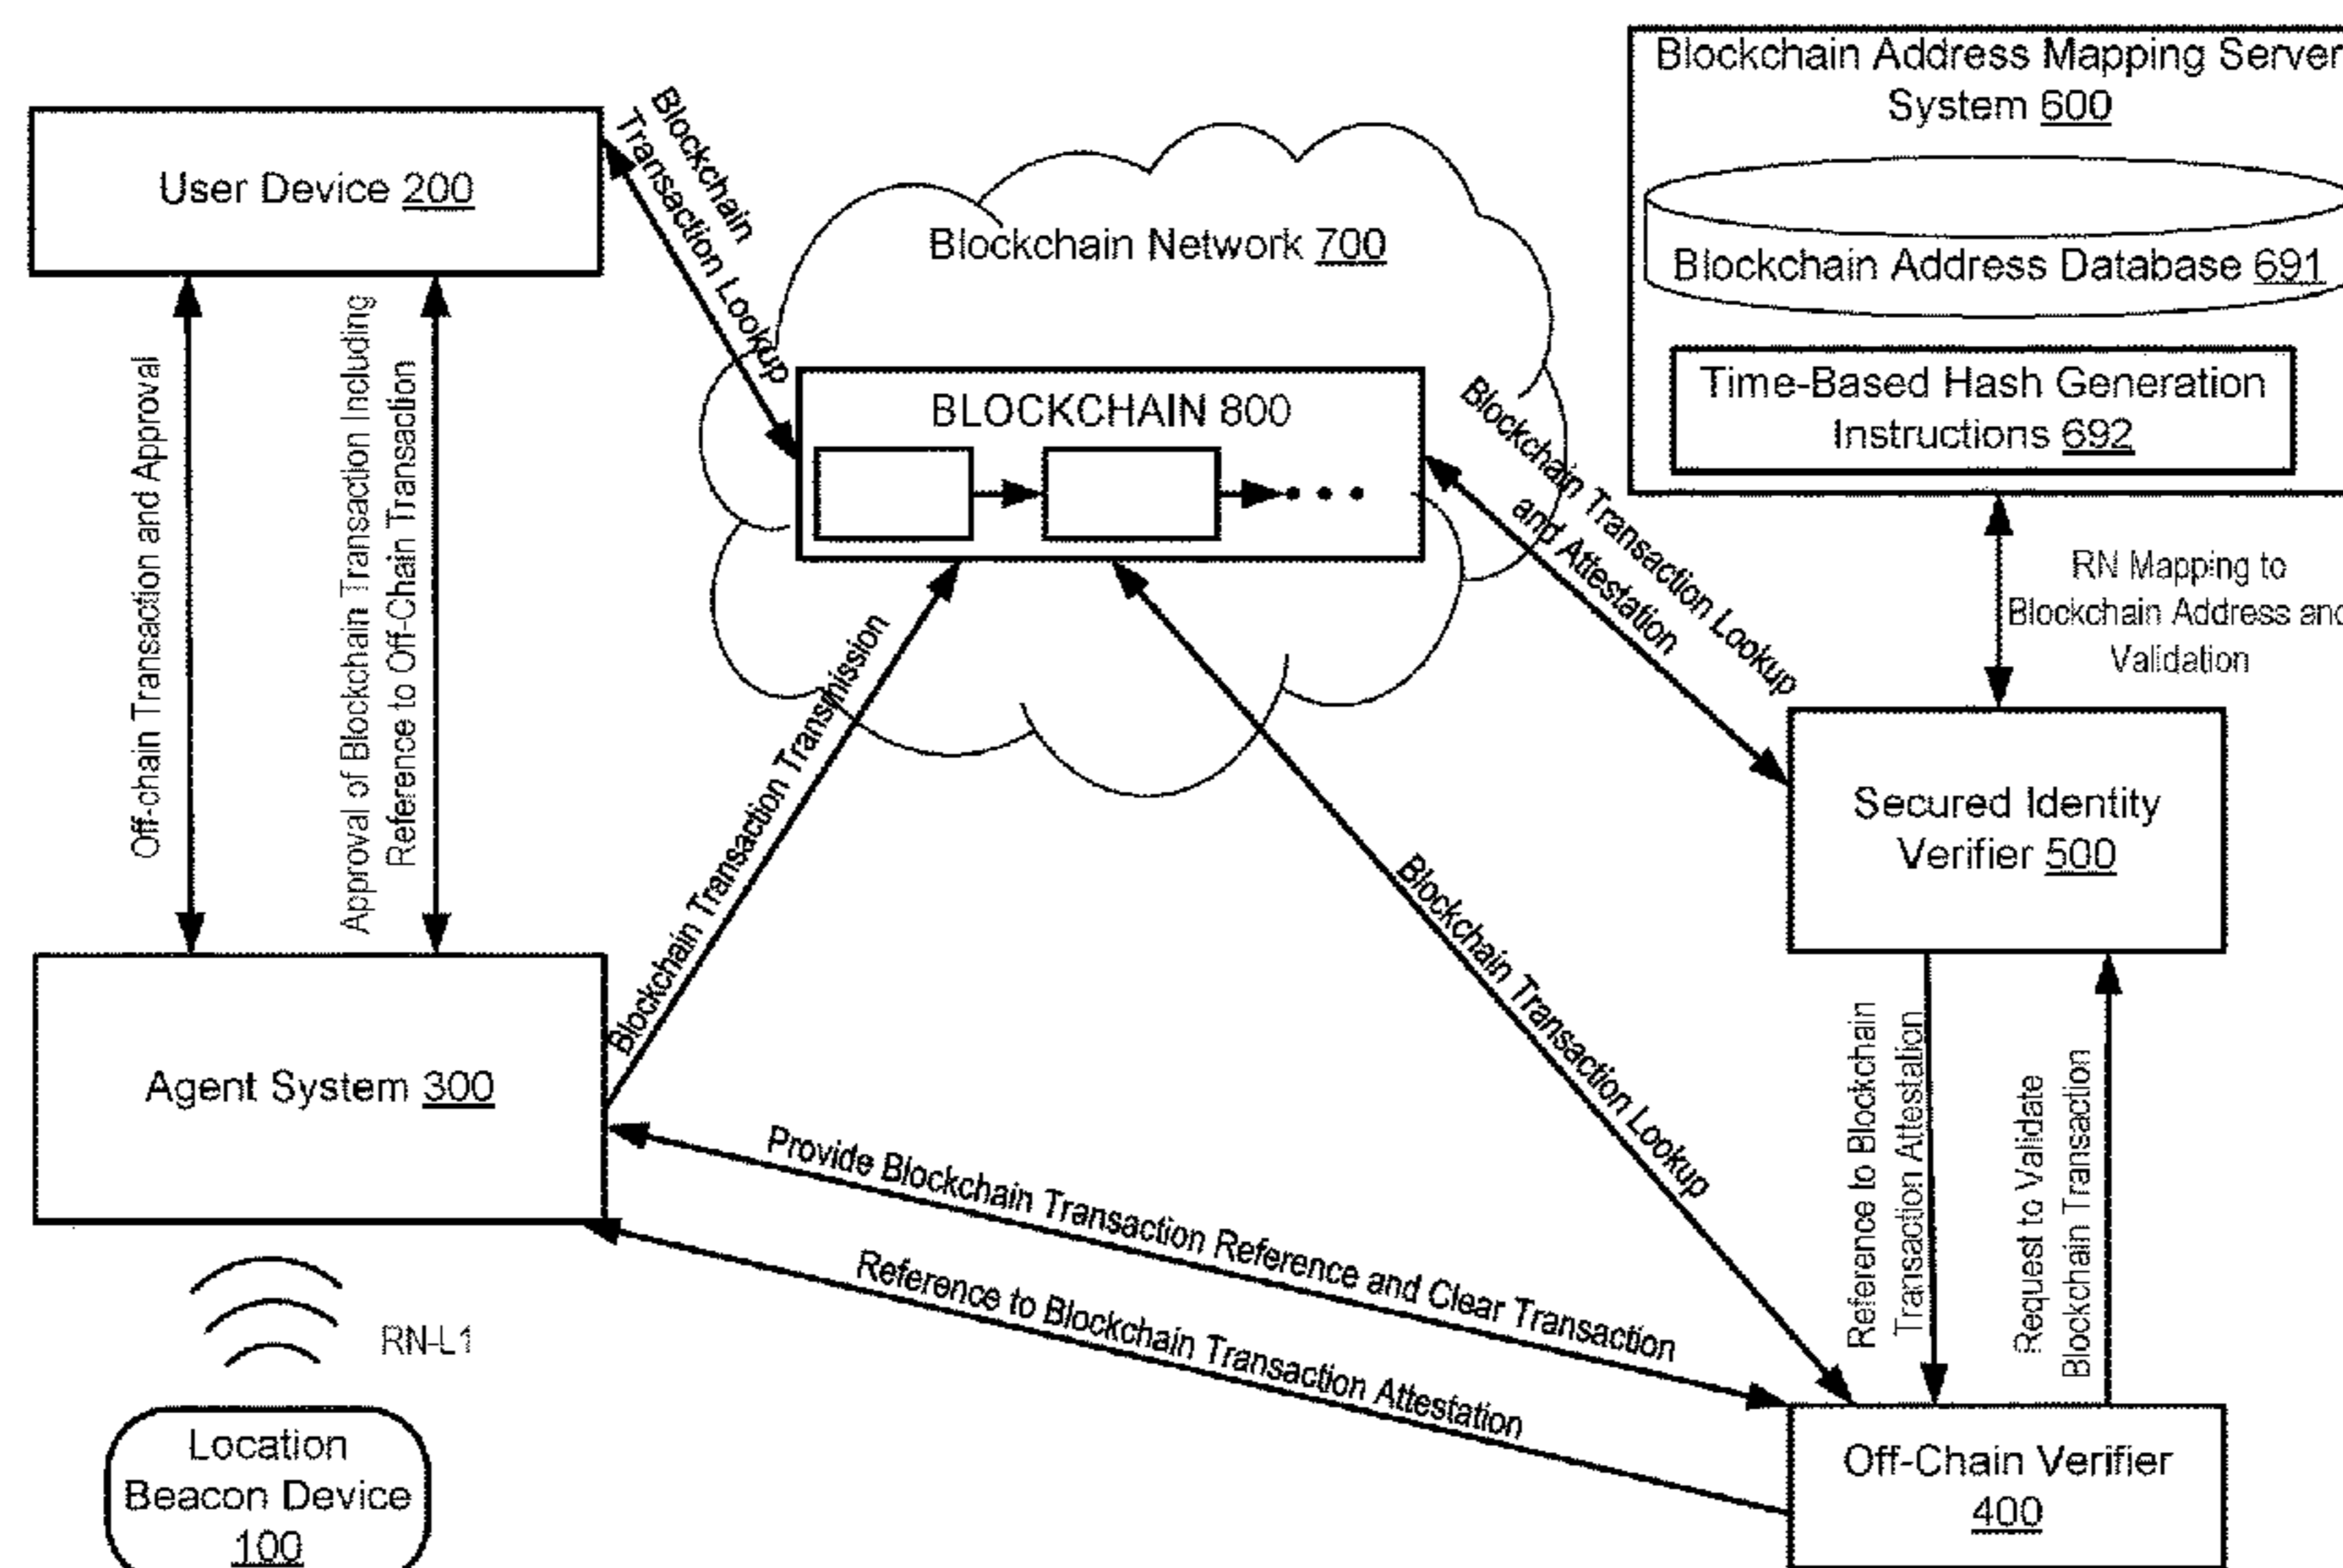 Blockchain Address Mapping Server
System 600
Blockchain Address Database 691
Time-Based Hash Generation
Instructions 692
User Device 200
Blockchain
Transaction Lookup
Blockchain Network 700
BLOCKCHAIN 800
Off-chain Transaction and Approval
Approval of Blockchain Transaction Including
Reference to Off-Chain Transaction
Blockchain Transaction Lookup
and Attestation
RN Mapping to
Blockchain Address and
Validation
Secured Identity
Verifier 500
Blockchain Transaction Transmission
Blockchain Transaction Lookup
Agent System 300
Provide Blockchain Transaction Reference and Clear Transaction
Reference to Blockchain Transaction Attestation
Reference to Blockchain
Transaction Attestation
Request to Validate
Blockchain Transaction
RN-L1
Location
Beacon Device
100
Off-Chain Verifier
400